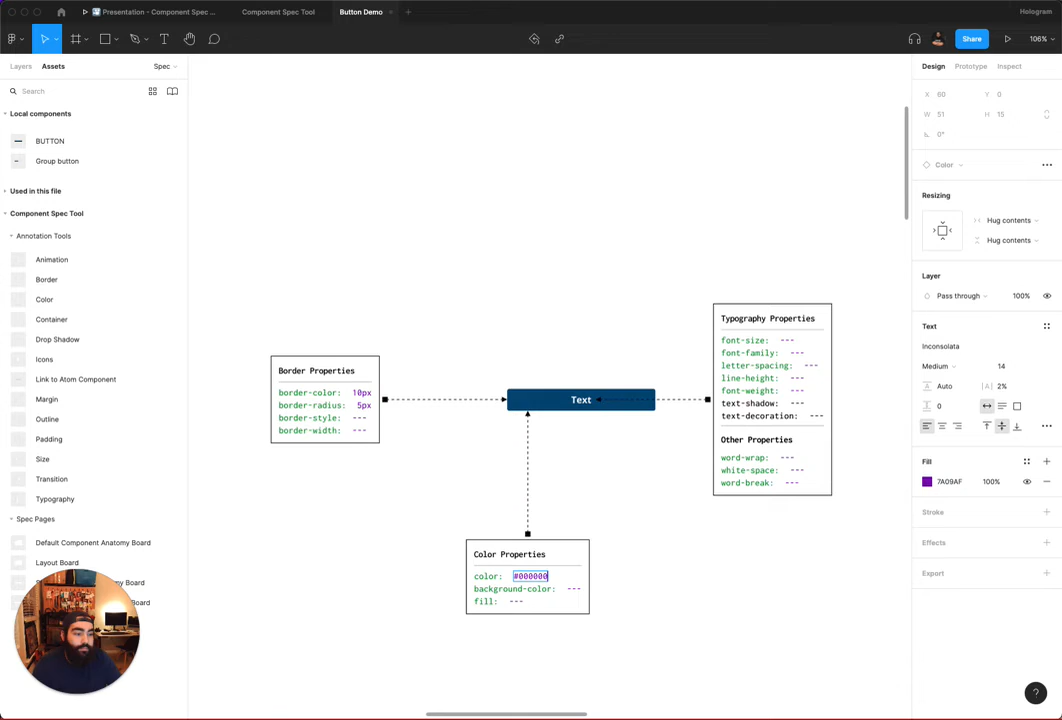 Presentation - Component Spec ...
Component Spec Tool
Button Demo
Hologram
Share
106%
Layers
Assets
Spec
Search
Local components
BUTTON
Group button
Used in this file
Component Spec Tool
Annotation Tools
Animation
Border
Color
Container
Drop Shadow
Icons
Link to Atom Component
Margin
Outline
Padding
Size
Transition
Typography
Spec Pages
Default Component Anatomy Board
Layout Board
my Board
Board
Border Properties
border-color: 10px
border-radius: 5px
border-style: ---
border-width: ---
Text
Color Properties
color: #000000
background-color: ---
fill: ---
Typography Properties
font-size: ---
font-family: ---
letter-spacing: ---
line-height: ---
font-weight: ---
text-shadow: ---
text-decoration: ---
Other Properties
word-wrap: ---
white-space: ---
word-break: ---
Design
Prototype
Inspect
X 60
Y 0
W 51
H 15
0°
Color
Resizing
Hug contents
Hug contents
Layer
Pass through
100%
Text
Inconsolata
Medium
14
Auto
|A| 2%
0
Fill
7A09AF
100%
Stroke
Effects
Export
?